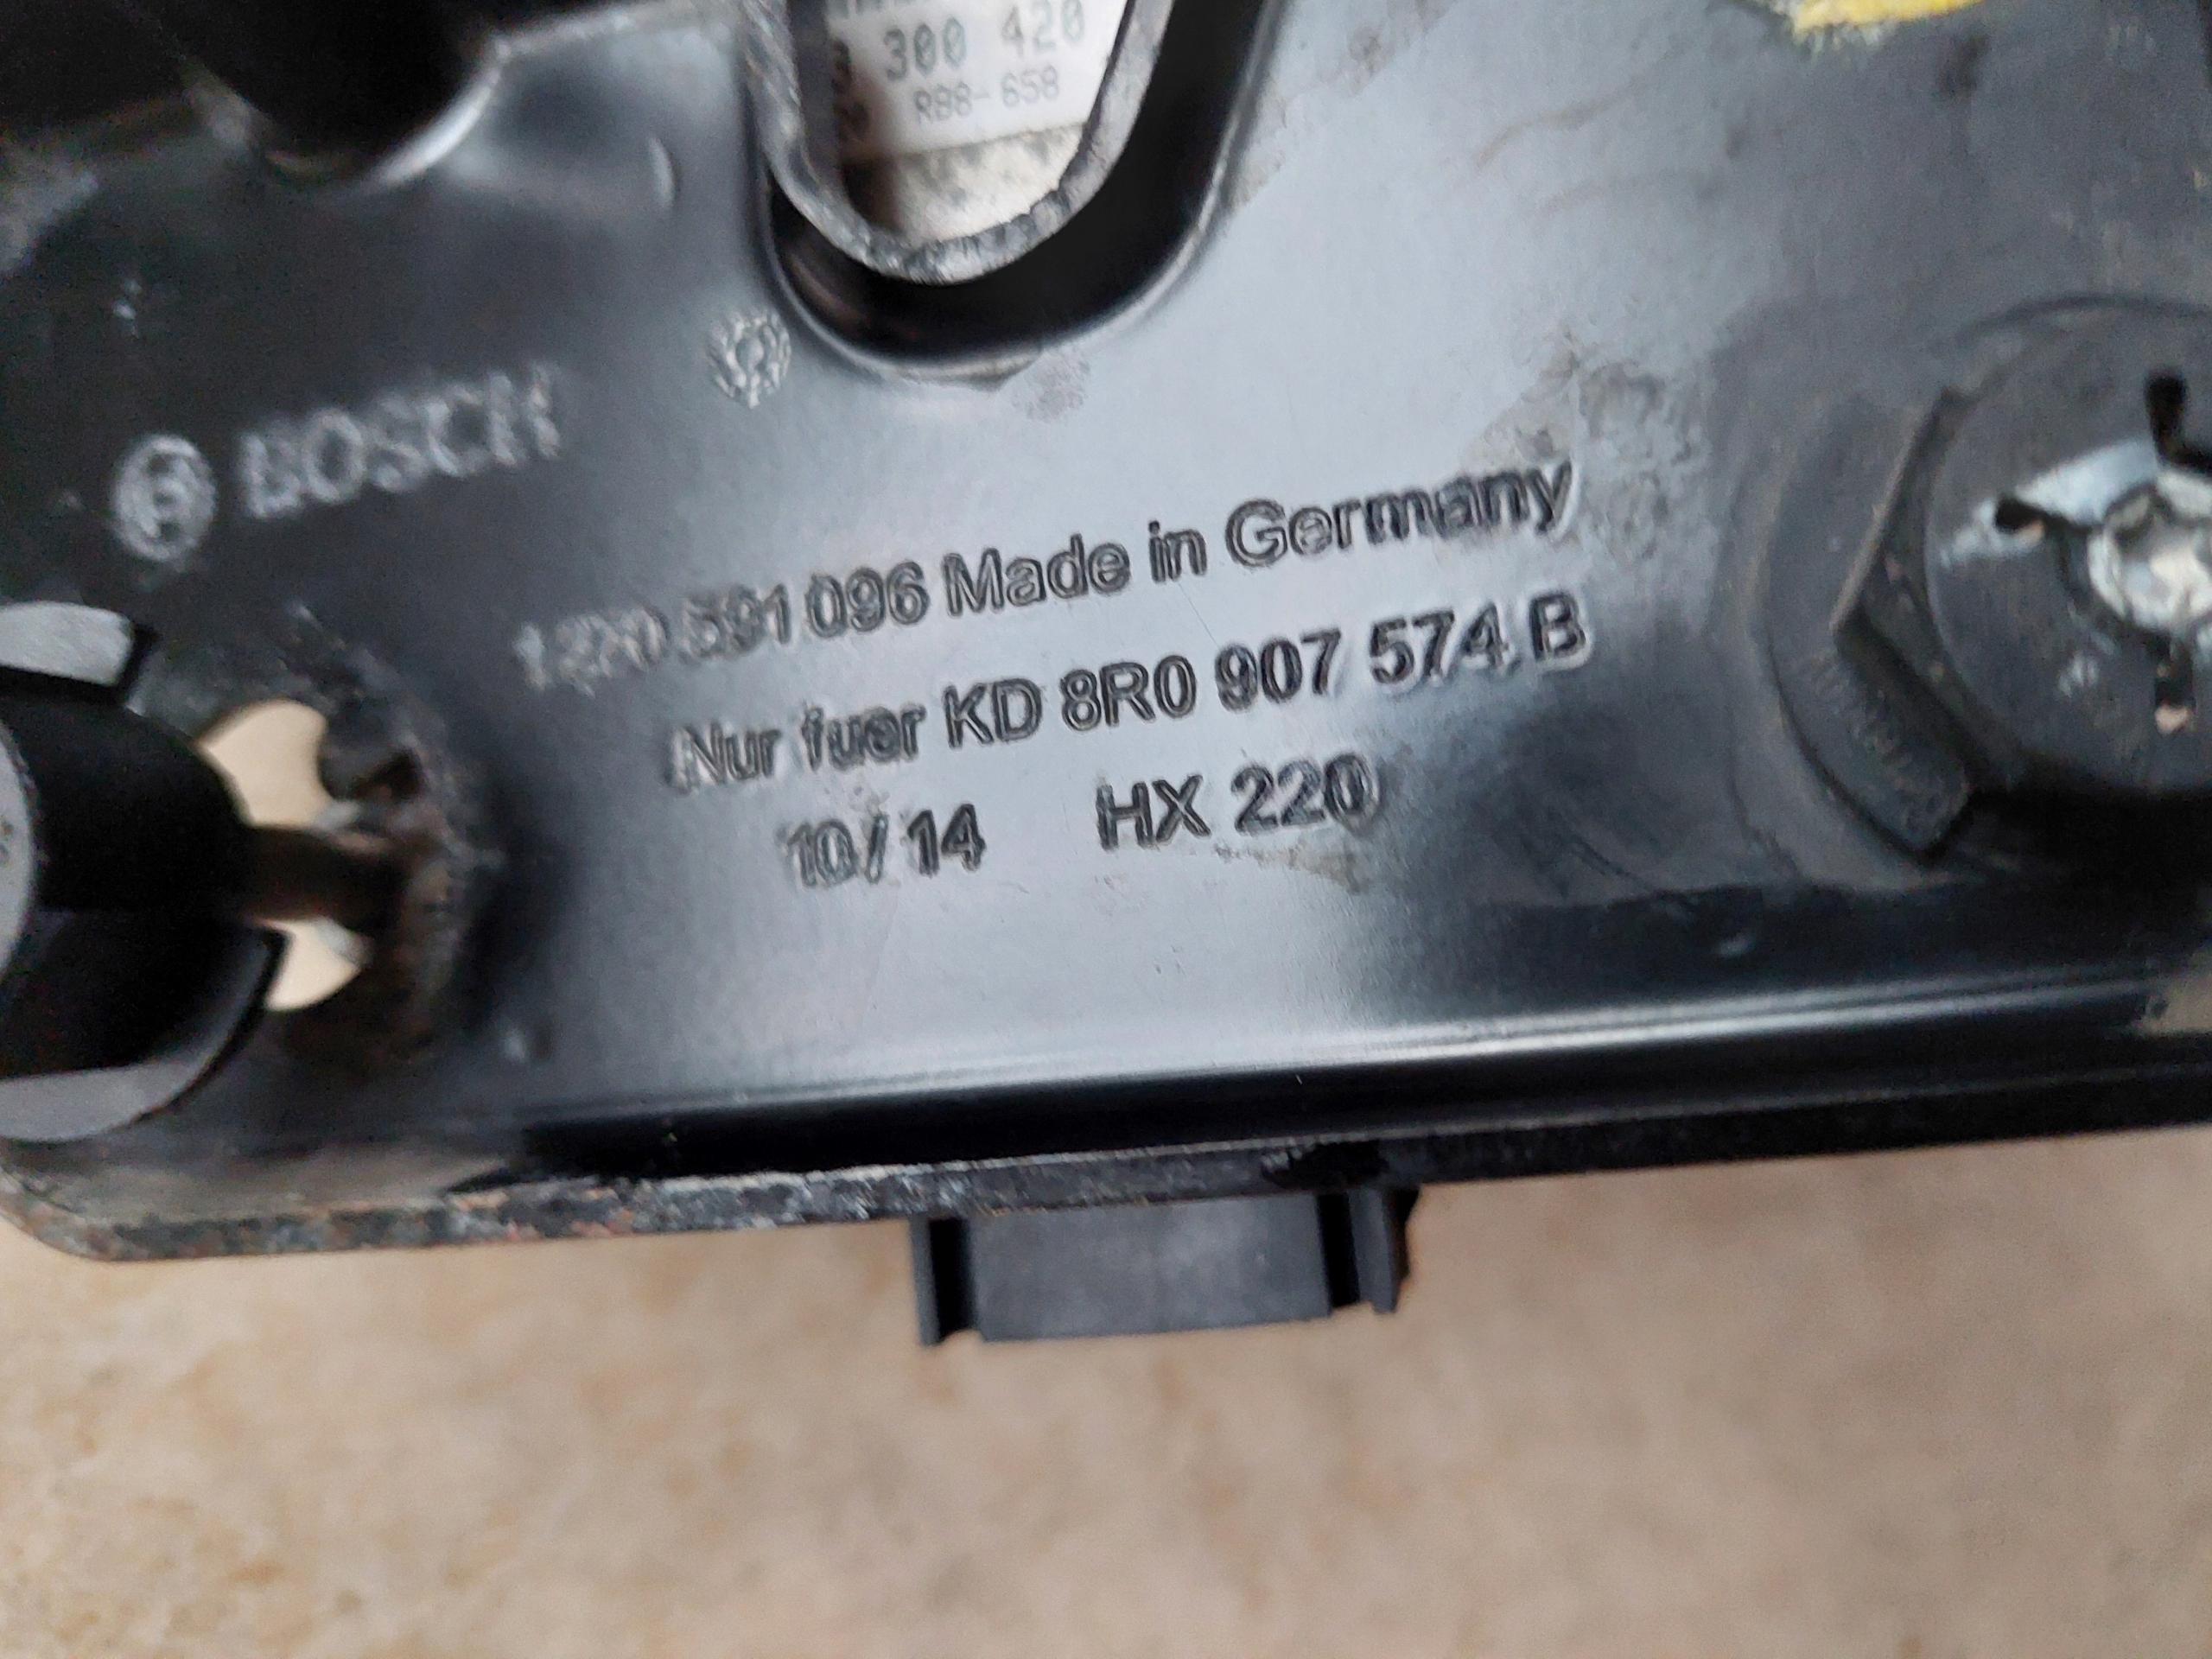 300 420
R88-658
BOSCH
1270 591 096 Made in Germany
Nur fuer KD 8R0 907 574 B
10/14 HX 220